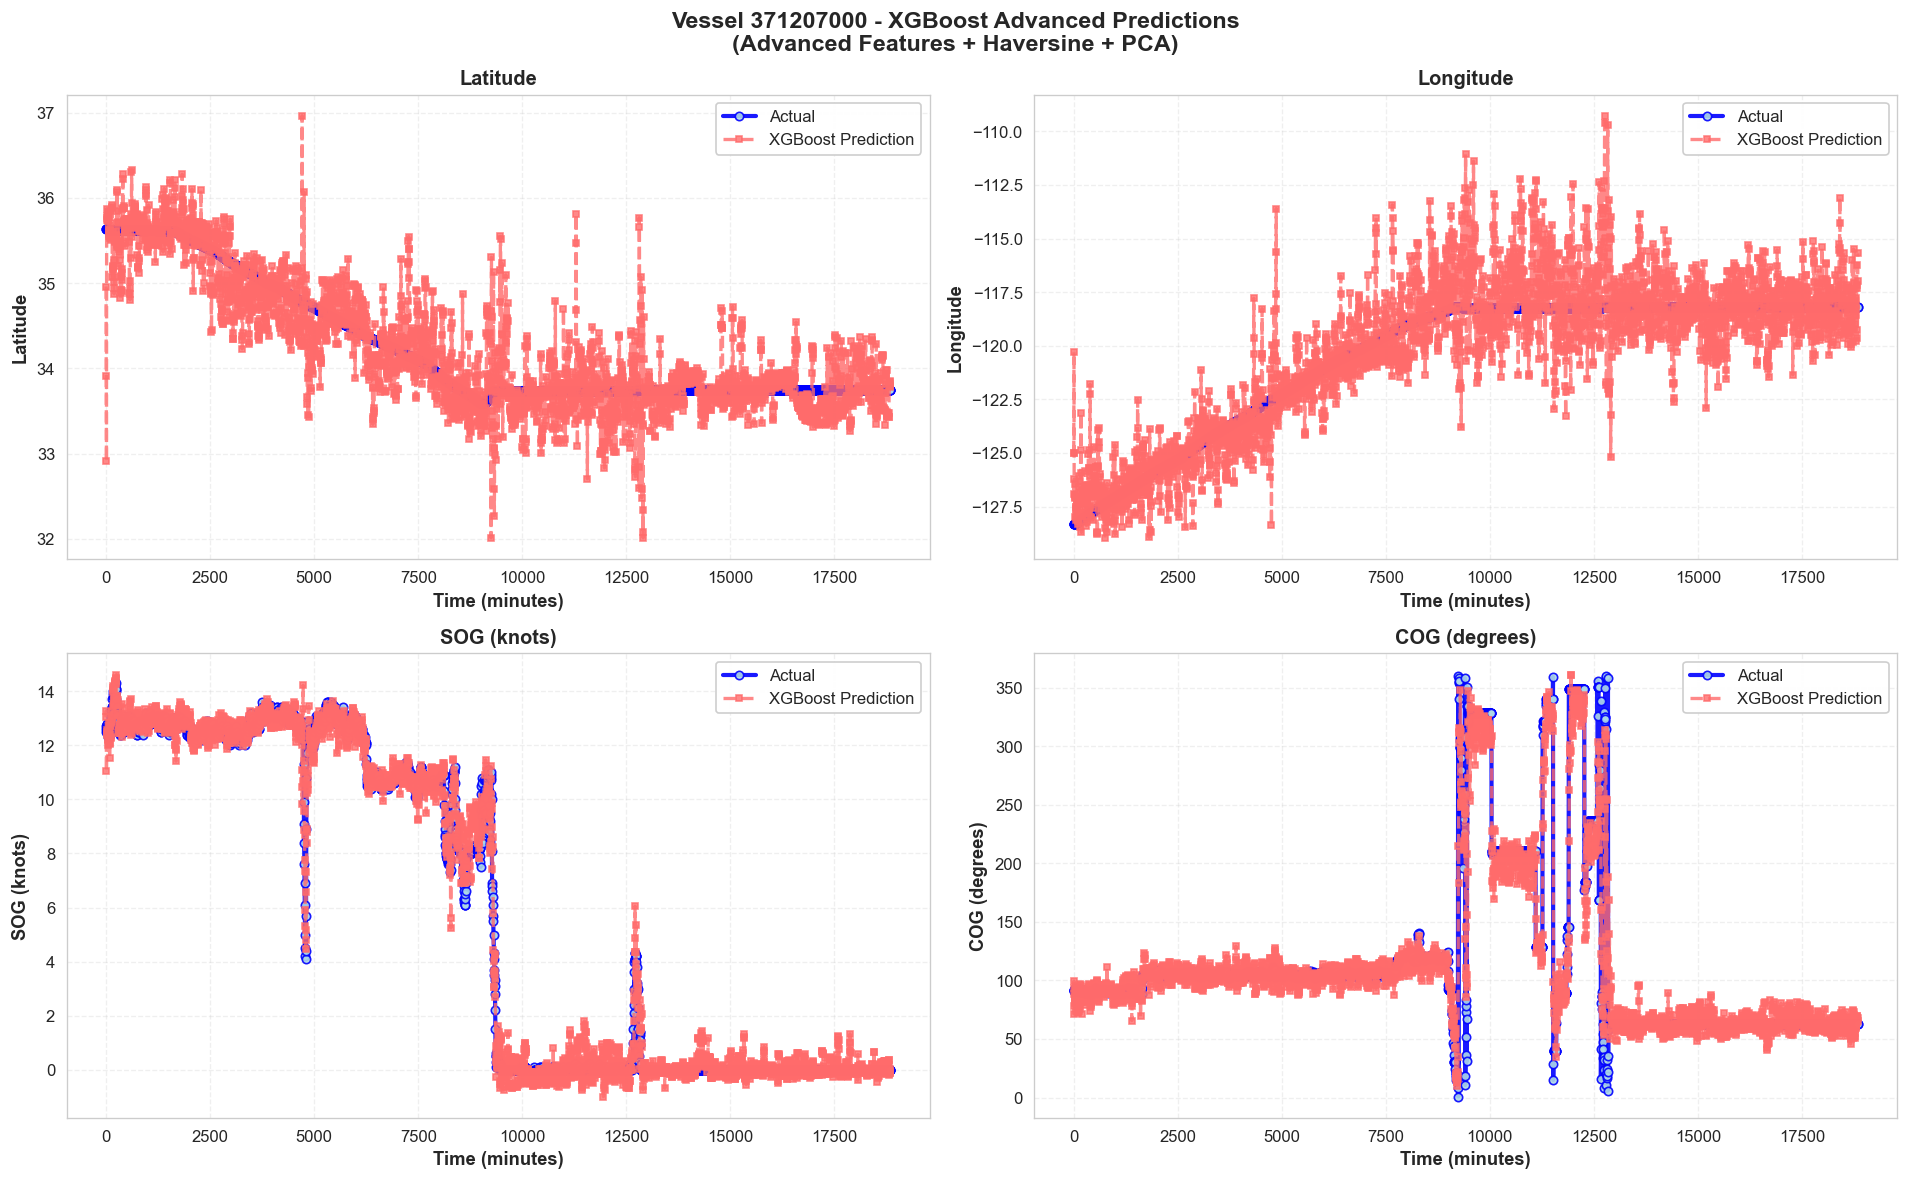 Vessel 371207000 - XGBoost Advanced Predictions
(Advanced Features + Haversine + PCA)
Latitude
Actual
XGBoost Prediction
37
36
35
34
33
32
Latitude
0 2500 5000 7500 10000 12500 15000 17500
Time (minutes)
Longitude
Actual
XGBoost Prediction
−110.0
−112.5
−115.0
−117.5
−120.0
−122.5
−125.0
−127.5
Longitude
0 2500 5000 7500 10000 12500 15000 17500
Time (minutes)
SOG (knots)
Actual
XGBoost Prediction
14
12
10
8
6
4
2
0
SOG (knots)
0 2500 5000 7500 10000 12500 15000 17500
Time (minutes)
COG (degrees)
Actual
XGBoost Prediction
350
300
250
200
150
100
50
0
COG (degrees)
0 2500 5000 7500 10000 12500 15000 17500
Time (minutes)